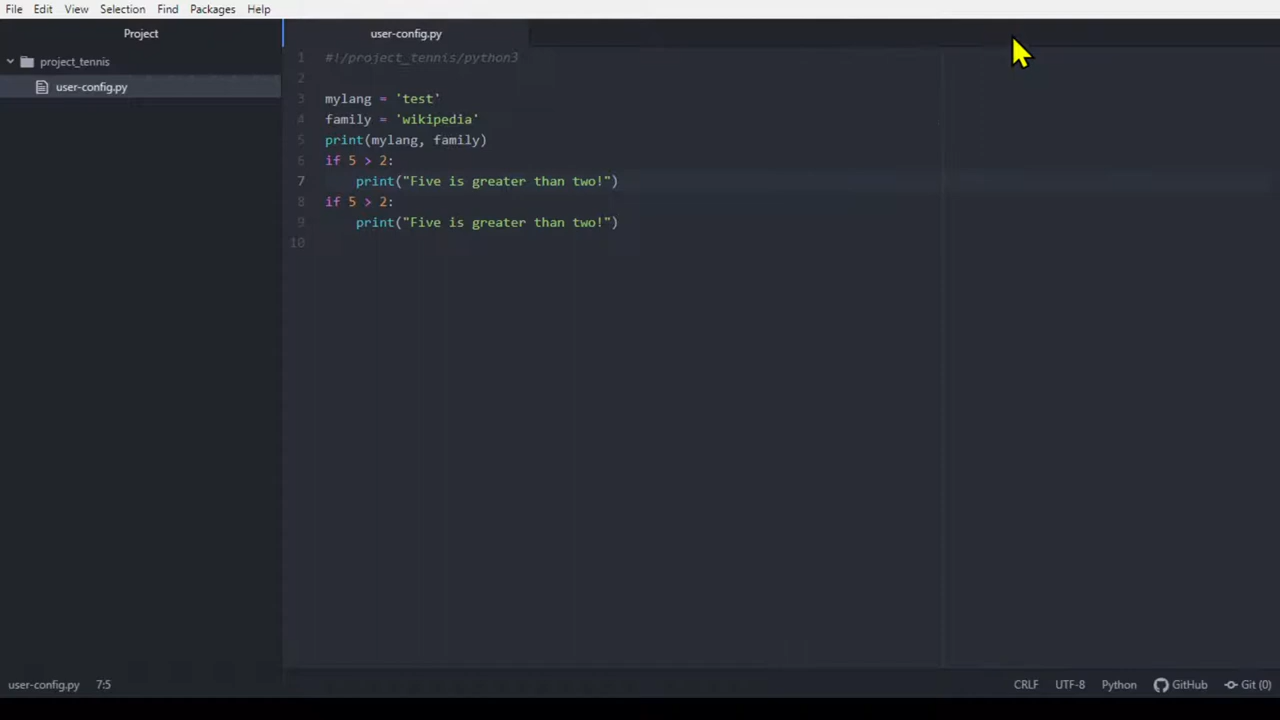 File Edit View Selection Find Packages Help
Project
user-config.py
project_tennis
user-config.py
1 #!/project_tennis/python3
2
3 mylang = 'test'
4 family = 'wikipedia'
5 print(mylang, family)
6 if 5 > 2:
7 print("Five is greater than two!")
8 if 5 > 2:
9 print("Five is greater than two!")
10
user-config.py 7:5 CRLF UTF-8 Python GitHub Git (0)